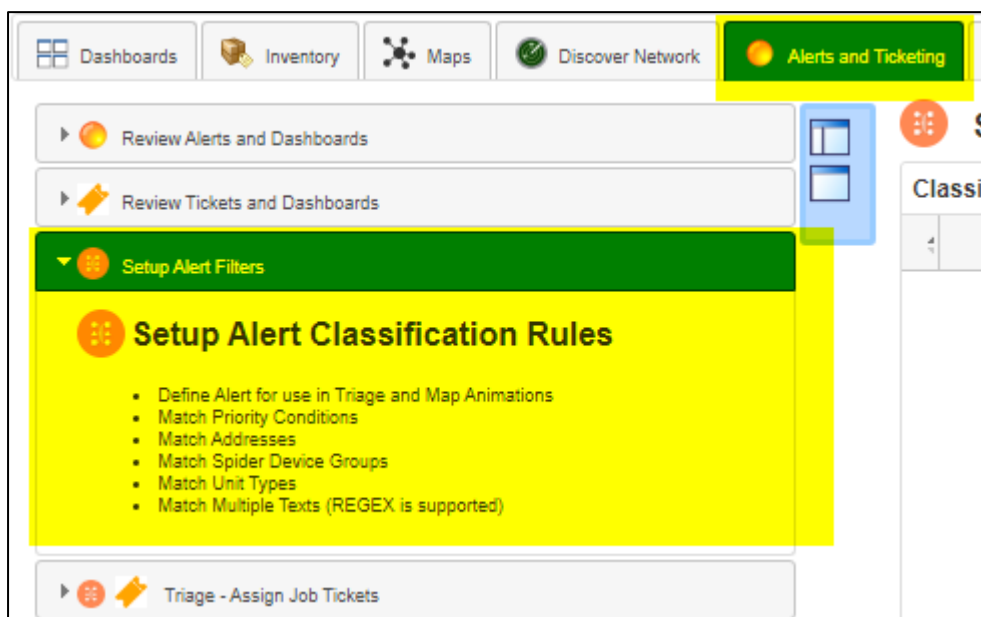 Dashboards
Inventory
Maps
Discover Network
Alerts and Ticketing
Review Alerts and Dashboards
Review Tickets and Dashboards
Setup Alert Filters
Setup Alert Classification Rules
Define Alert for use in Triage and Map Animations
Match Priority Conditions
Match Addresses
Match Spider Device Groups
Match Unit Types
Match Multiple Texts (REGEX is supported)
Triage - Assign Job Tickets